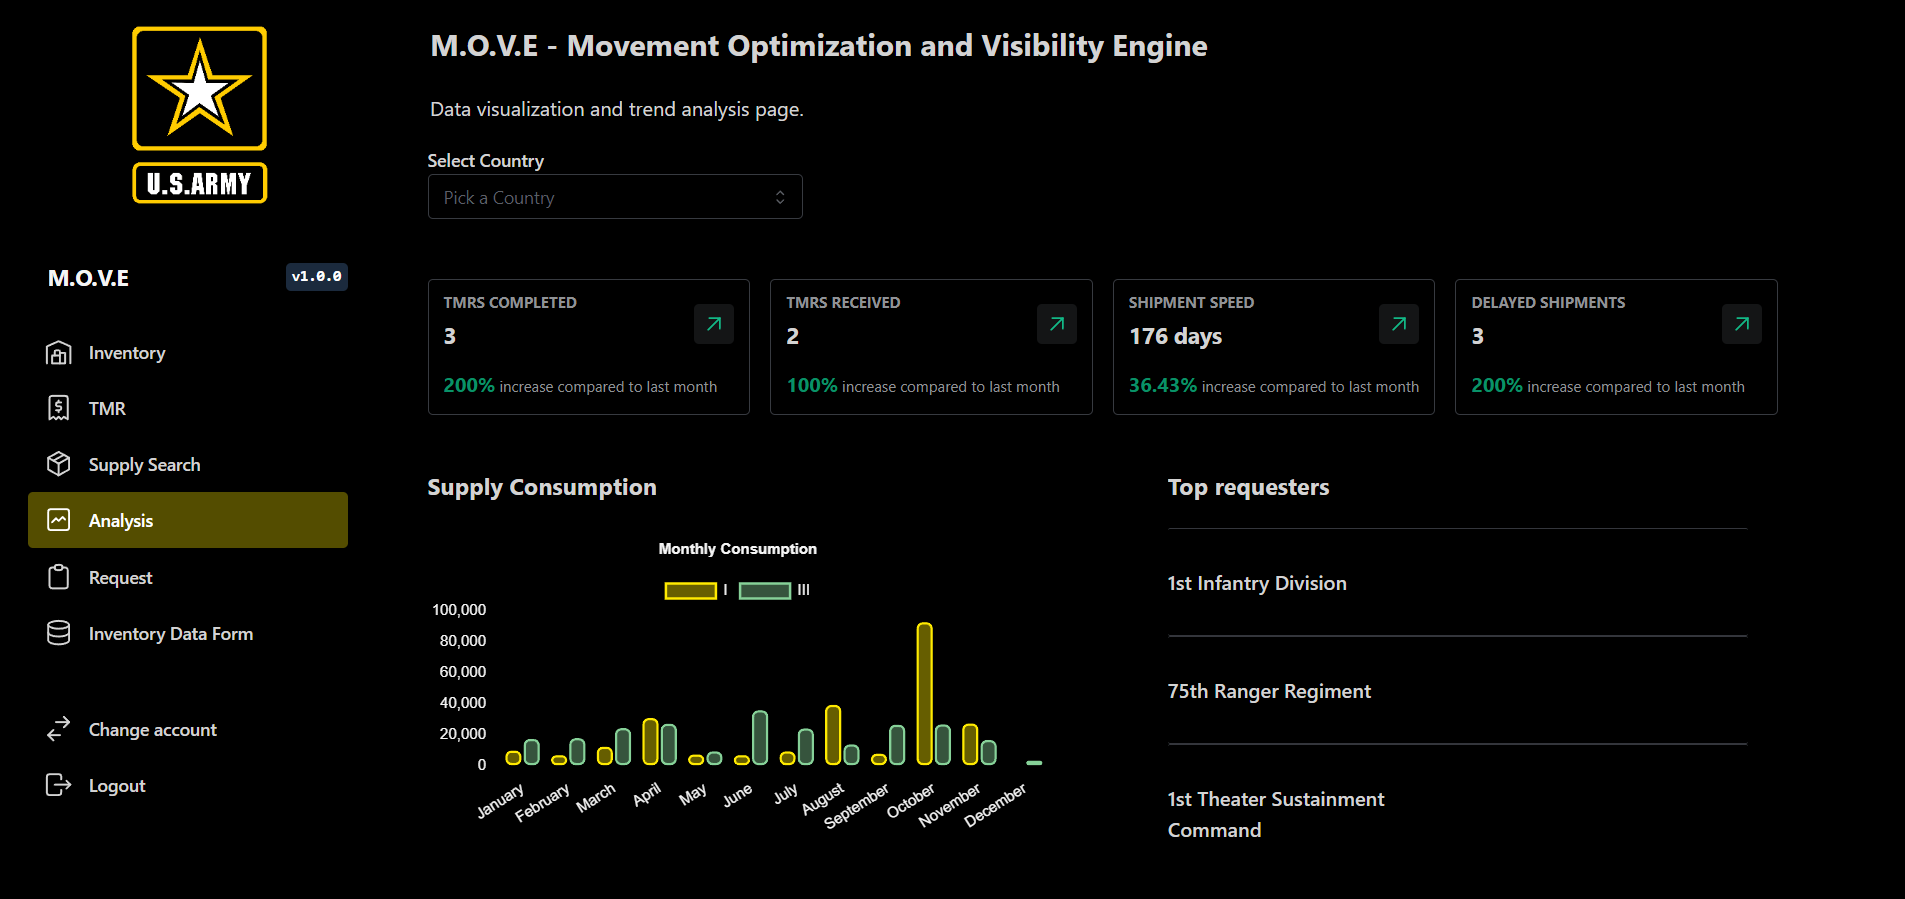 U.S.ARMY
M.O.V.E
v1.0.0
Inventory
TMR
Supply Search
Analysis
Request
Inventory Data Form
Change account
Logout
M.O.V.E - Movement Optimization and Visibility Engine
Data visualization and trend analysis page.
Select Country
Pick a Country
TMRS COMPLETED
3
200% increase compared to last month
TMRS RECEIVED
2
100% increase compared to last month
SHIPMENT SPEED
176 days
36.43% increase compared to last month
DELAYED SHIPMENTS
3
200% increase compared to last month
Supply Consumption
Monthly Consumption
I III
100,000
80,000
60,000
40,000
20,000
0
January February March April May June July August September October November December
Top requesters
1st Infantry Division
75th Ranger Regiment
1st Theater Sustainment
Command